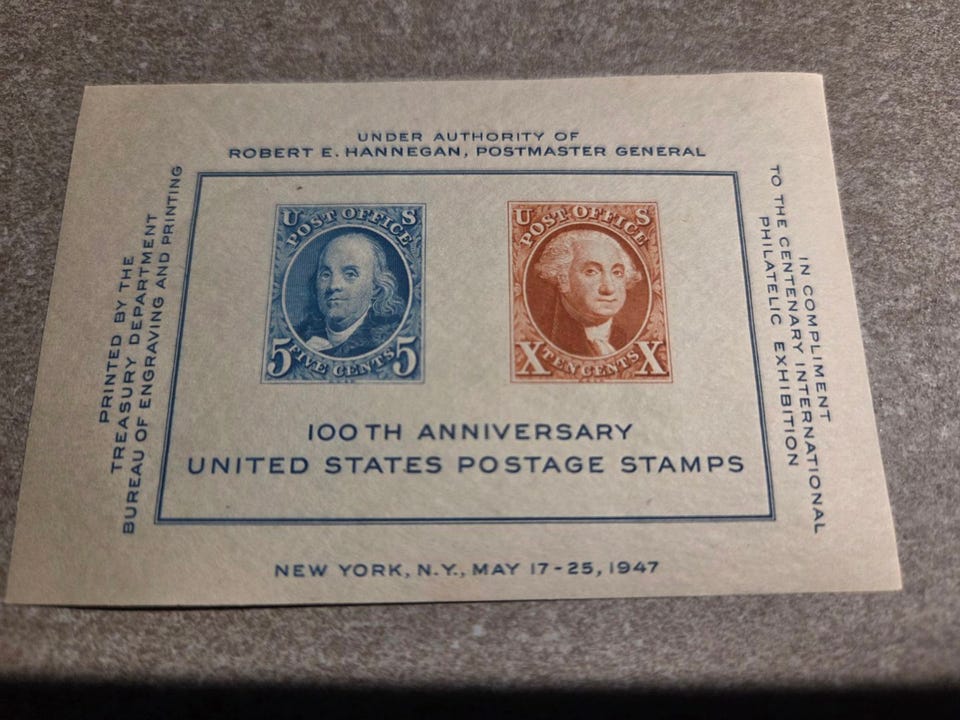 UNDER AUTHORITY OF
ROBERT E. HANNEGAN, POSTMASTER GENERAL
PRINTED BY THE
TREASURY DEPARTMENT
BUREAU OF ENGRAVING AND PRINTING
U S
POST OFFICE
5 FIVE CENTS 5
U S
POST OFFICE
X TEN CENTS X
IN COMPLIMENT
TO THE CENTENARY INTERNATIONAL
PHILATELIC EXHIBITION
100TH ANNIVERSARY
UNITED STATES POSTAGE STAMPS
NEW YORK, N.Y., MAY 17-25, 1947